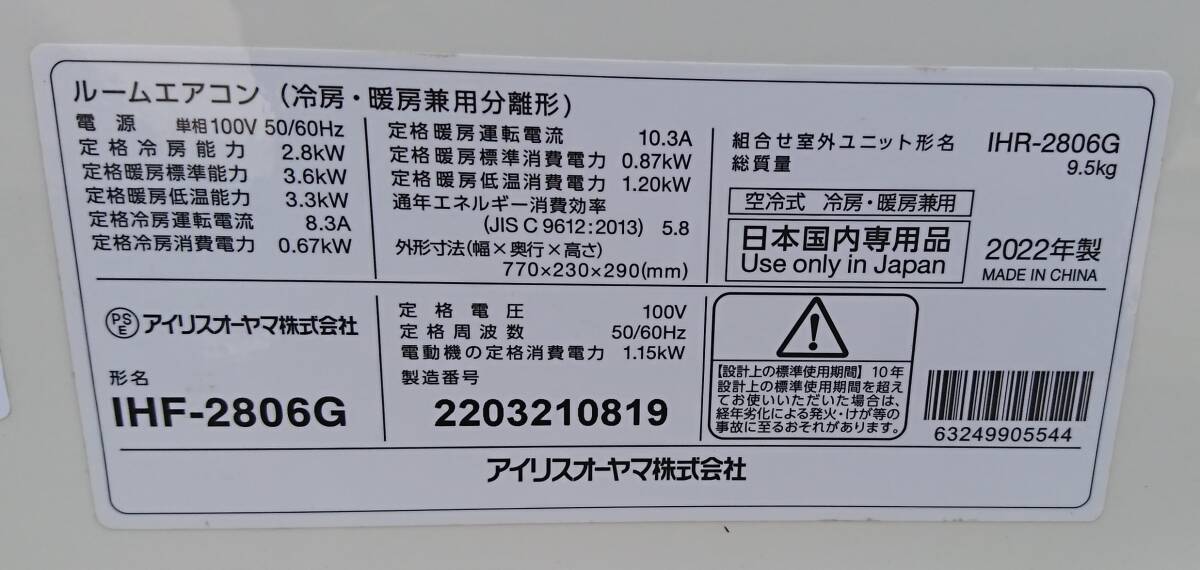 ルームエアコン (冷房・暖房兼用分離形)
電源 単相100V 50/60Hz
定格冷房能力 2.8kW
定格暖房標準能力 3.6kW
定格暖房低温能力 3.3kW
定格冷房運転電流 8.3A
定格冷房消費電力 0.67kW
定格暖房運転電流 10.3A
定格暖房標準消費電力 0.87kW
定格暖房低温消費電力 1.20kW
通年エネルギー消費効率
(JIS C 9612:2013) 5.8
外形寸法(幅×奥行×高さ)
770×230×290(mm)
組合せ室外ユニット形名 IHR-2806G
総質量 9.5kg
空冷式 冷房・暖房兼用
日本国内専用品
Use only in Japan
2022年製
MADE IN CHINA
PSE アイリスオーヤマ株式会社
形名
IHF-2806G
定格電圧 100V
定格周波数 50/60Hz
電動機の定格消費電力 1.15kW
製造番号
2203210819
【設計上の標準使用期間】10年
設計上の標準使用期間を超え
てお使いいただいた場合は、
経年劣化による発火・けが等の
事故に至るおそれがあります。
63249905544
アイリスオーヤマ株式会社